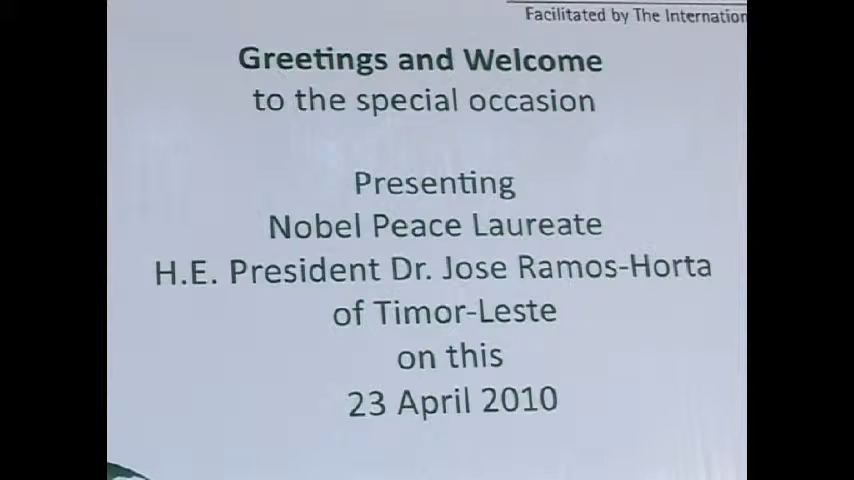 Facilitated by The Internation
Greetings and Welcome
to the special occasion
Presenting
Nobel Peace Laureate
H.E. President Dr. Jose Ramos-Horta
of Timor-Leste
on this
23 April 2010